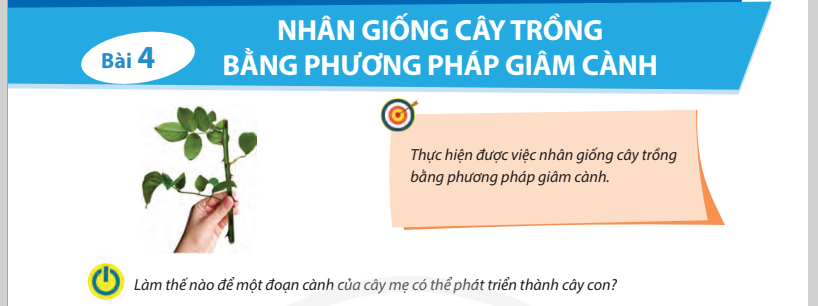 Bài 4
NHÂN GIỐNG CÂY TRỒNG
BẰNG PHƯƠNG PHÁP GIÂM CÀNH
Thực hiện được việc nhân giống cây trồng
bằng phương pháp giâm cành.
Làm thế nào để một đoạn cành của cây mẹ có thể phát triển thành cây con?